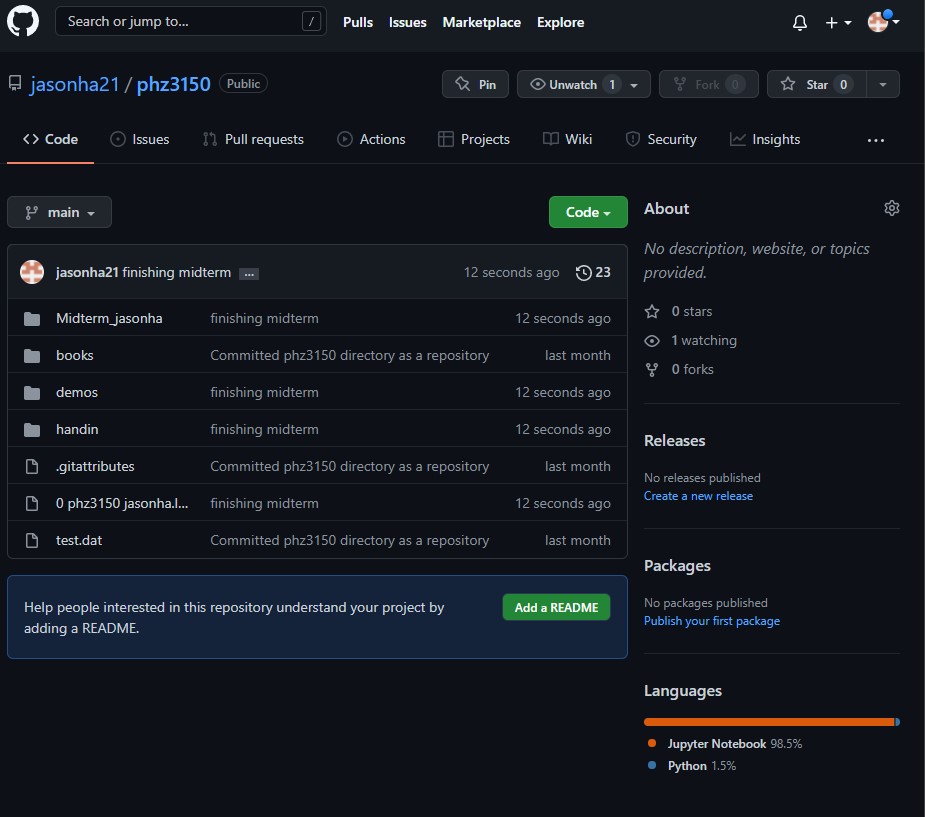 Search or jump to... /
Pulls Issues Marketplace Explore
jasonha21 / phz3150 Public
Pin Unwatch 1 Fork 0 Star 0
Code Issues Pull requests Actions Projects Wiki Security Insights ...
main Code
jasonha21 finishing midterm ... 12 seconds ago 23
Midterm_jasonha finishing midterm 12 seconds ago
books Committed phz3150 directory as a repository last month
demos finishing midterm 12 seconds ago
handin finishing midterm 12 seconds ago
.gitattributes Committed phz3150 directory as a repository last month
0 phz3150 jasonha.l... finishing midterm 12 seconds ago
test.dat Committed phz3150 directory as a repository last month
Help people interested in this repository understand your project by
adding a README.
Add a README
About
No description, website, or topics
provided.
0 stars
1 watching
0 forks
Releases
No releases published
Create a new release
Packages
No packages published
Publish your first package
Languages
Jupyter Notebook 98.5%
Python 1.5%